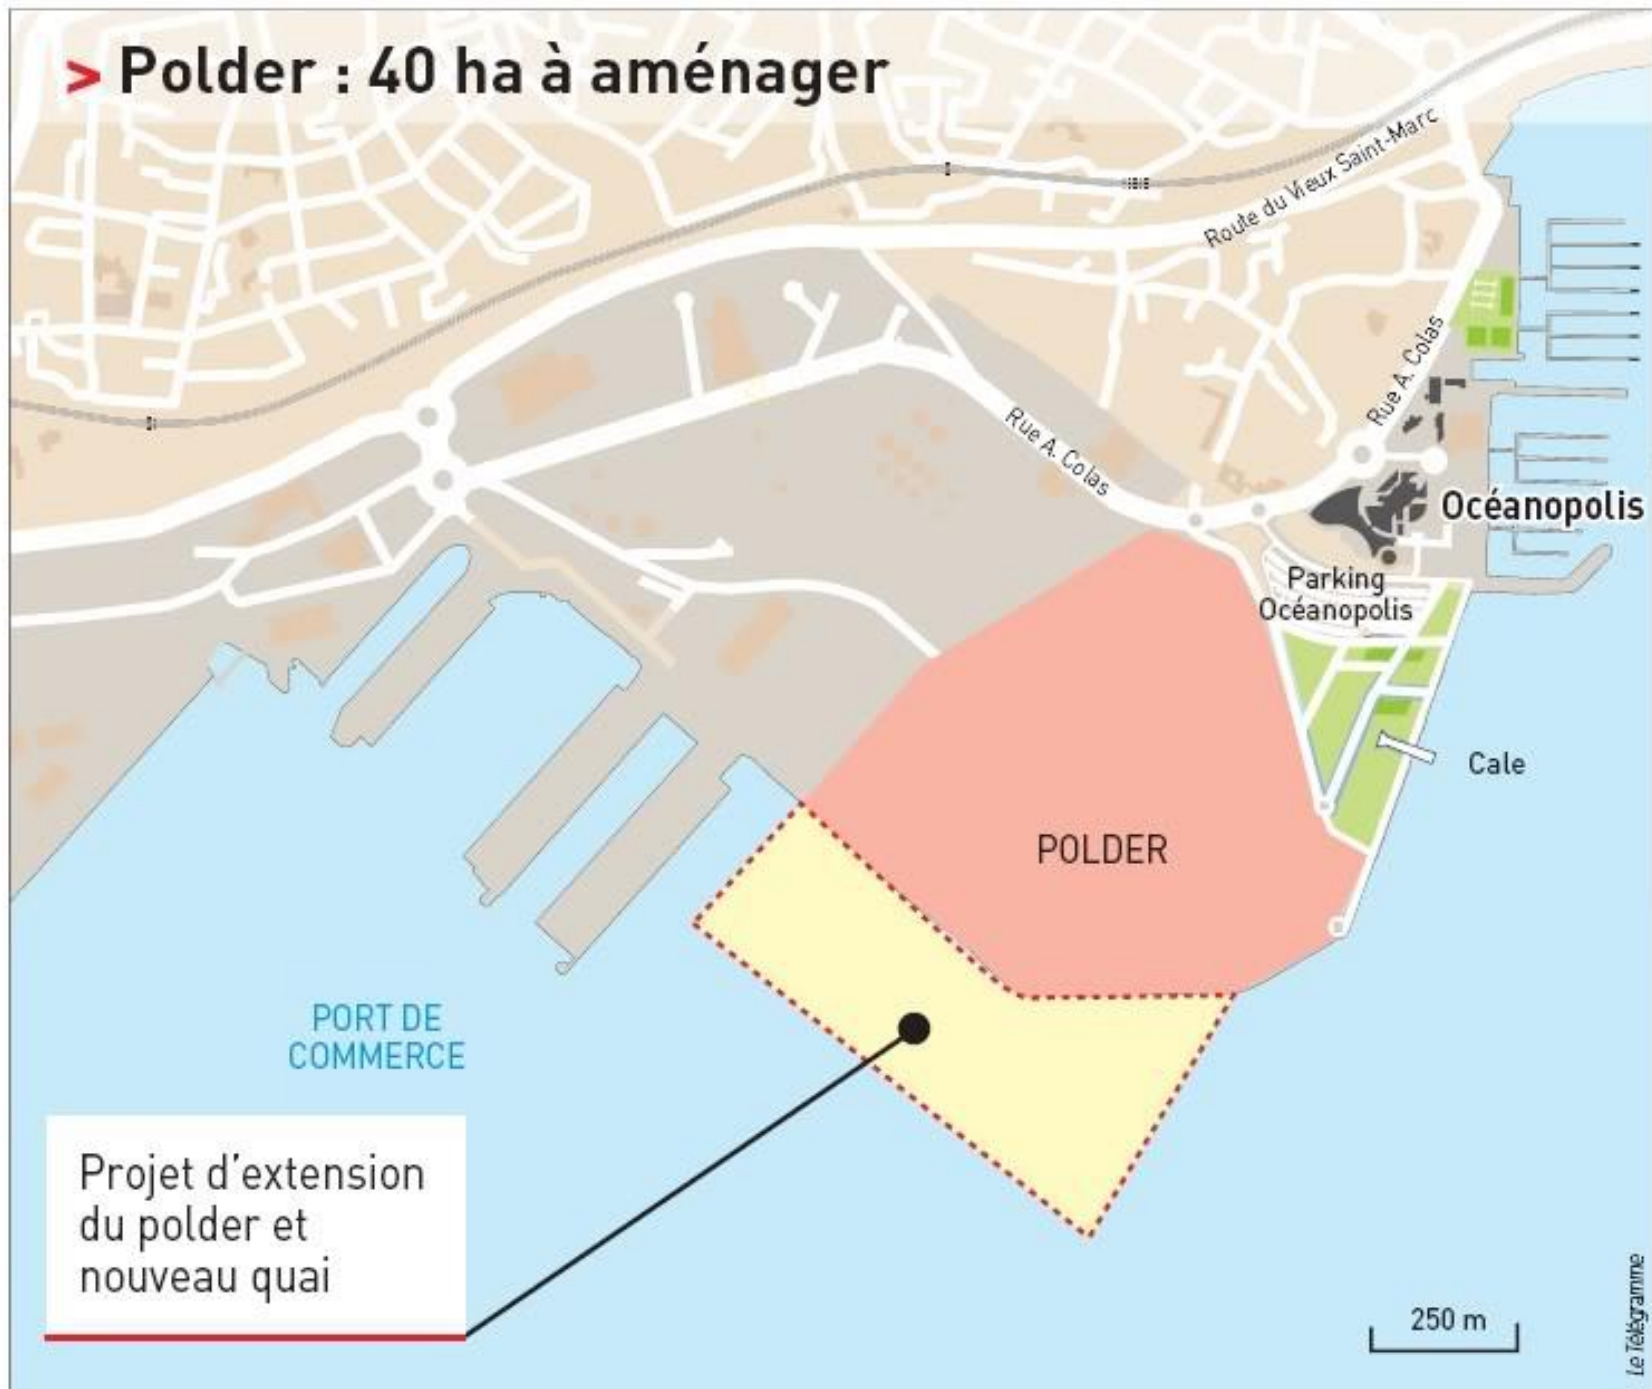 > Polder : 40 ha à aménager
Route du Vieux Saint-Marc
Rue A. Colas
Rue A. Colas
Océanopolis
Parking
Océanopolis
Cale
POLDER
PORT DE
COMMERCE
Projet d'extension
du polder et
nouveau quai
250 m
Le Télégramme